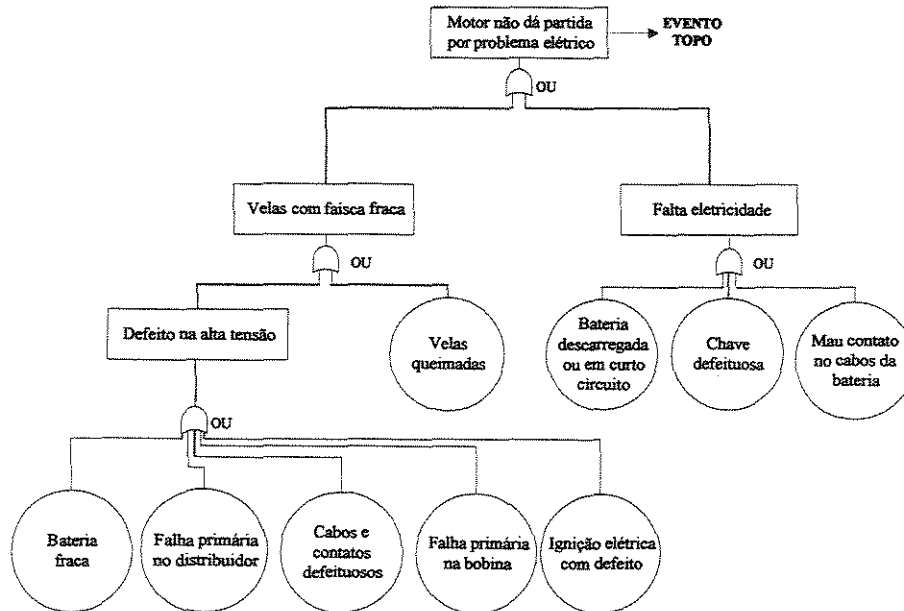 Motor não dá partida
por problema elétrico
EVENTO
TOPO
OU
Velas com faisca fraca
Falta eletricidade
OU
OU
Defeito na alta tensão
Velas
queimadas
Bateria
descarregada
ou em curto
circuito
Chave
defeituosa
Mau contato
no cabos da
bateria
OU
Bateria
fraca
Falha primária
no distribuidor
Cabos e
contatos
defeituosos
Falha primária
na bobina
Ignição elétrica
com defeito